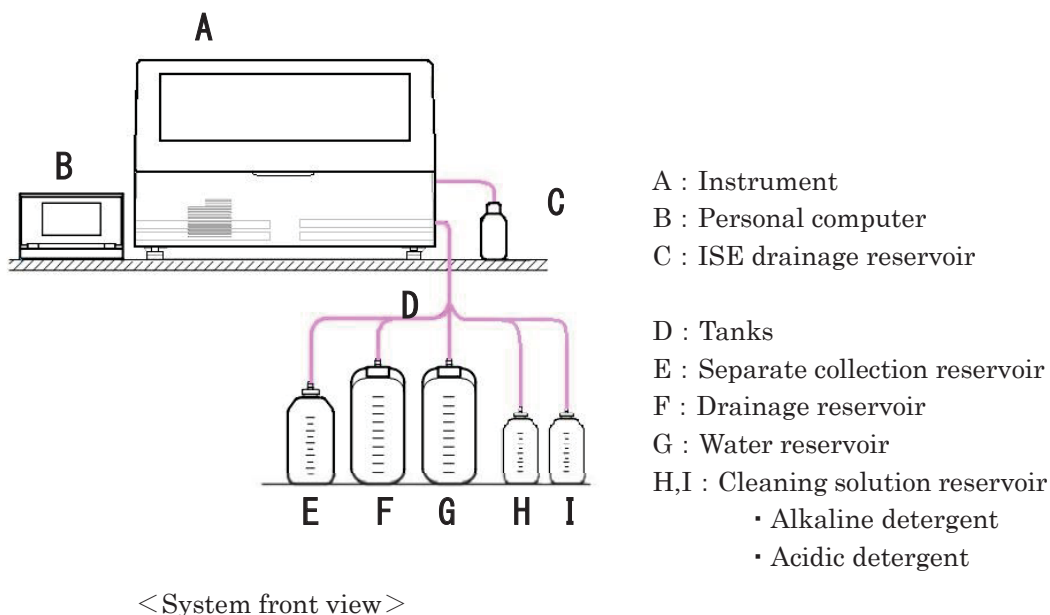 A
B
C
A : Instrument
B : Personal computer
C : ISE drainage reservoir
D
D : Tanks
E : Separate collection reservoir
F : Drainage reservoir
G : Water reservoir
H,I : Cleaning solution reservoir
・Alkaline detergent
・Acidic detergent
E F G H I
＜System front view＞